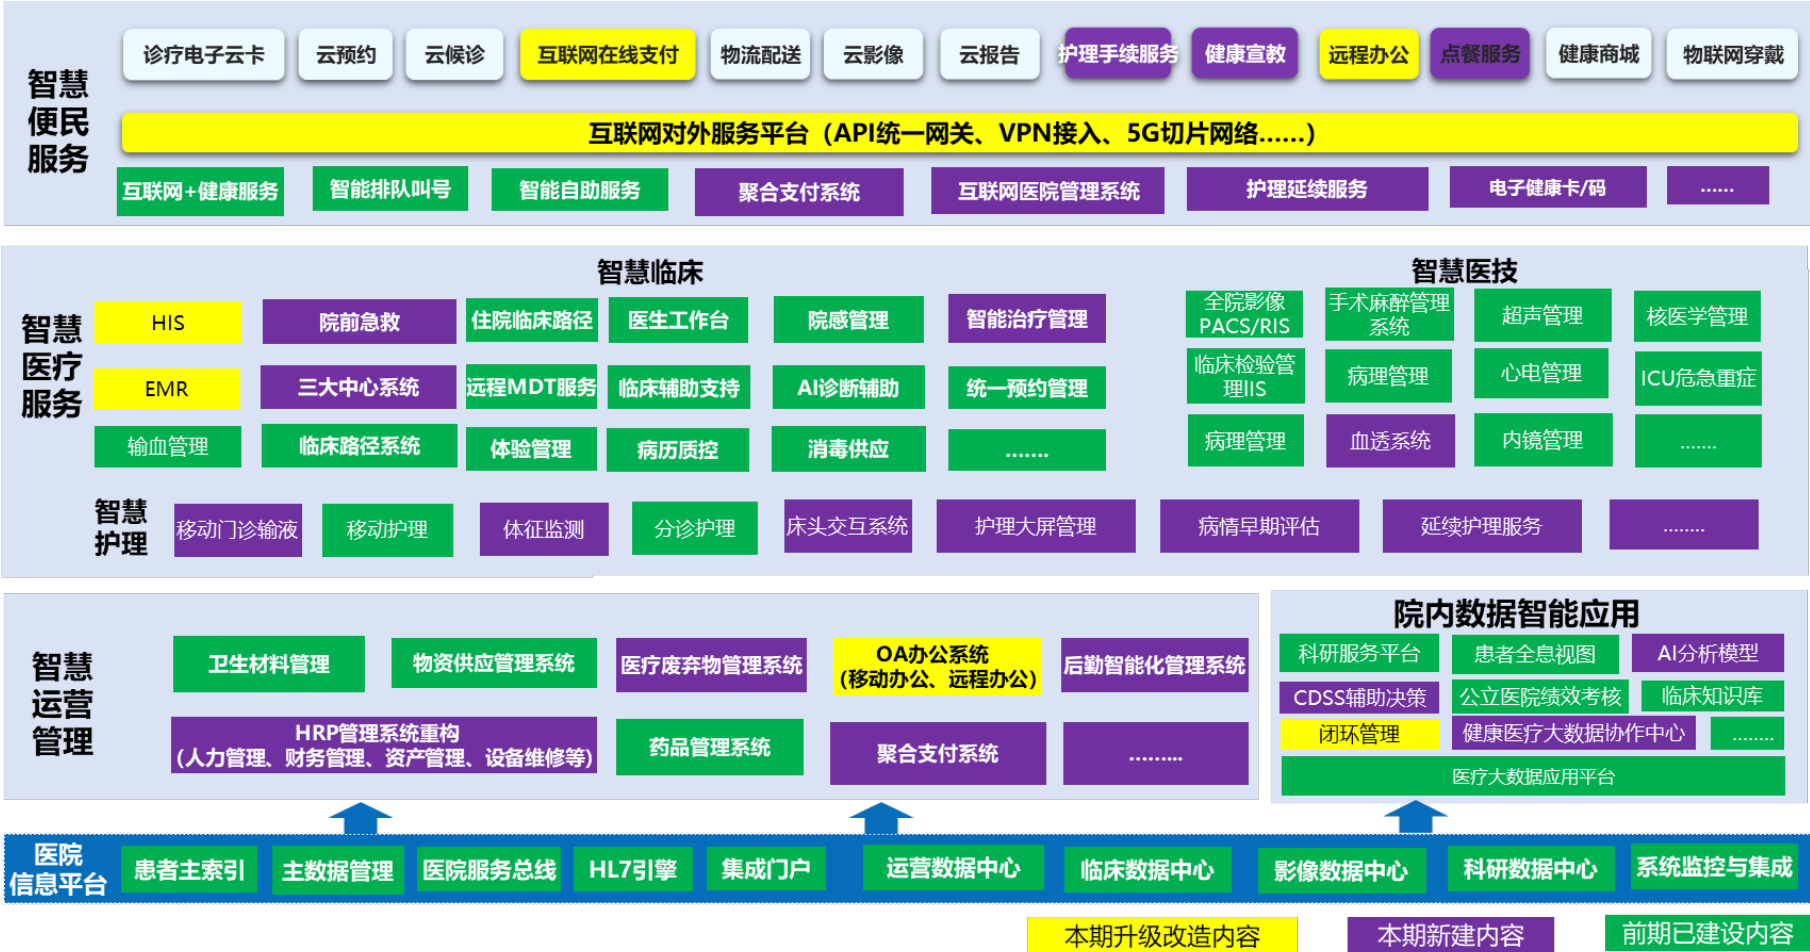 智慧
便民
服务
诊疗电子云卡
云预约
云候诊
互联网在线支付
物流配送
云影像
云报告
护理手续服务
健康宣教
远程办公
点餐服务
健康商城
物联网穿戴
互联网对外服务平台（API统一网关、VPN接入、5G切片网络……）
互联网+健康服务
智能排队叫号
智能自助服务
聚合支付系统
互联网医院管理系统
护理延续服务
电子健康卡/码
……
智慧
医疗
服务
智慧临床
HIS
院前急救
住院临床路径
医生工作台
院感管理
智能治疗管理
EMR
三大中心系统
远程MDT服务
临床辅助支持
AI诊断辅助
统一预约管理
输血管理
临床路径系统
体验管理
病历质控
消毒供应
…….
智慧医技
全院影像
PACS/RIS
手术麻醉管理
系统
超声管理
核医学管理
临床检验管
理lIS
病理管理
心电管理
ICU危急重症
病理管理
血透系统
内镜管理
…….
智慧
护理
移动门诊输液
移动护理
体征监测
分诊护理
床头交互系统
护理大屏管理
病情早期评估
延续护理服务
……..
智慧
运营
管理
卫生材料管理
物资供应管理系统
医疗废弃物管理系统
OA办公系统
（移动办公、远程办公）
后勤智能化管理系统
HRP管理系统重构
（人力管理、财务管理、资产管理、设备维修等）
药品管理系统
聚合支付系统
………
院内数据智能应用
科研服务平台
患者全息视图
AI分析模型
CDSS辅助决策
公立医院绩效考核
临床知识库
闭环管理
健康医疗大数据协作中心
……..
医疗大数据应用平台
医院
信息平台
患者主索引
主数据管理
医院服务总线
HL7引擎
集成门户
运营数据中心
临床数据中心
影像数据中心
科研数据中心
系统监控与集成
本期升级改造内容
本期新建内容
前期已建设内容